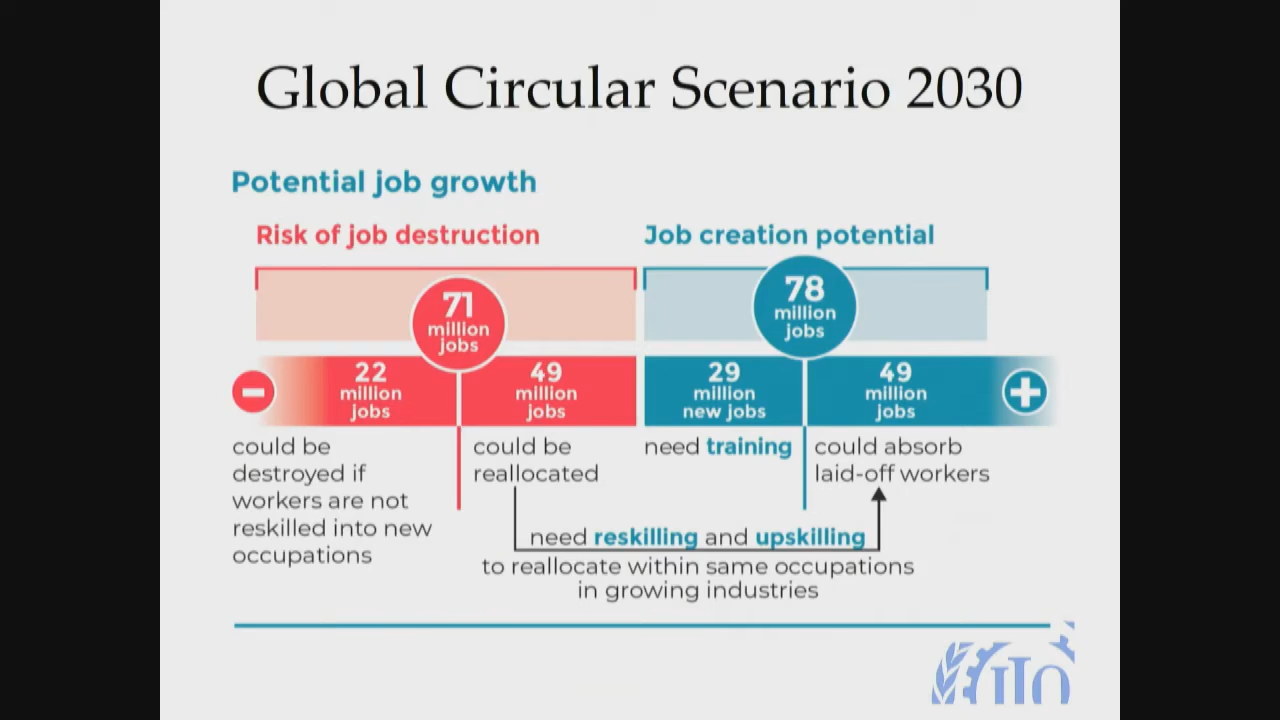 Global Circular Scenario 2030
Potential job growth
Risk of job destruction
71
million
jobs
22
million
jobs
49
million
jobs
could be
destroyed if
workers are not
reskilled into new
occupations
could be
reallocated
Job creation potential
78
million
jobs
29
million
new jobs
49
million
jobs
need training
could absorb
laid-off workers
need reskilling and upskilling
to reallocate within same occupations
in growing industries
ILO